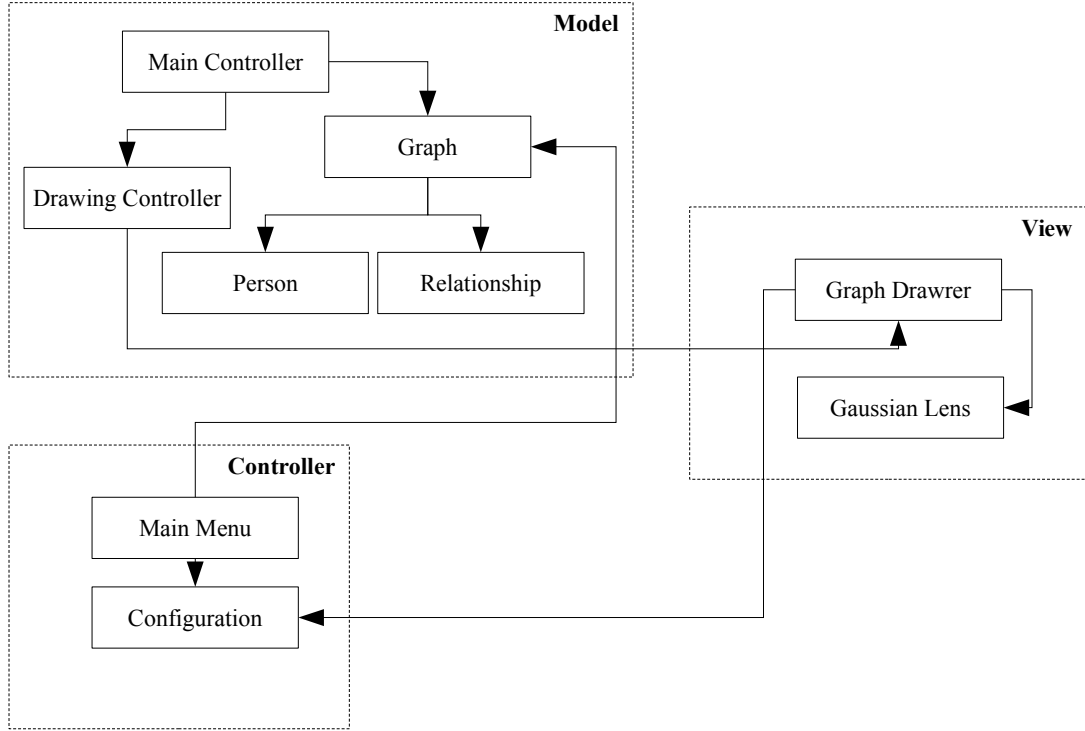 Model
Main Controller
Graph
Drawing Controller
Person
Relationship
View
Graph Drawrer
Gaussian Lens
Controller
Main Menu
Configuration